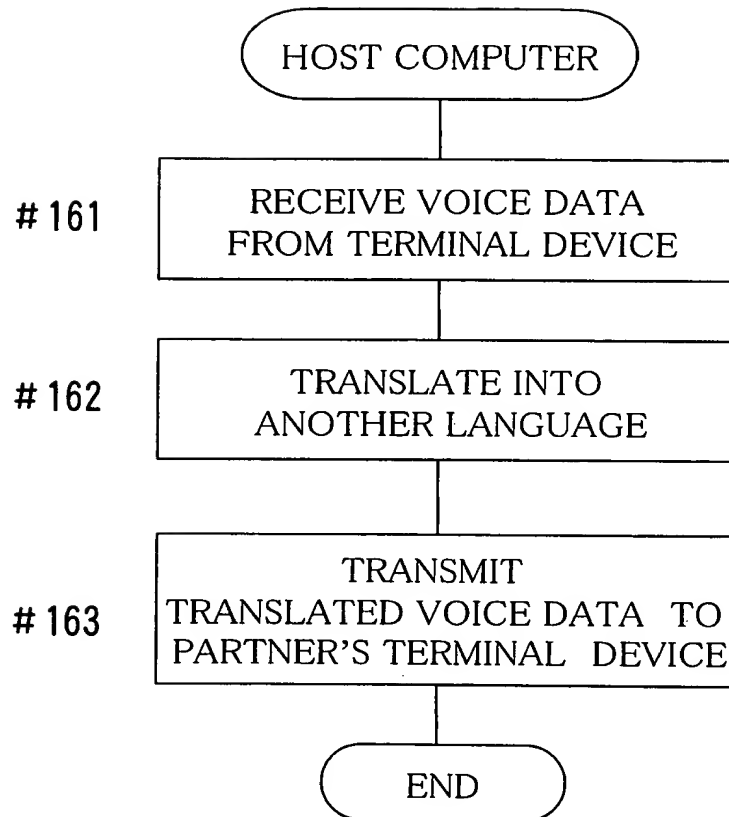 HOST COMPUTER
#161
RECEIVE VOICE DATA
FROM TERMINAL DEVICE
#162
TRANSLATE INTO
ANOTHER LANGUAGE
#163
TRANSMIT
TRANSLATED VOICE DATA TO
PARTNER'S TERMINAL DEVICE
END